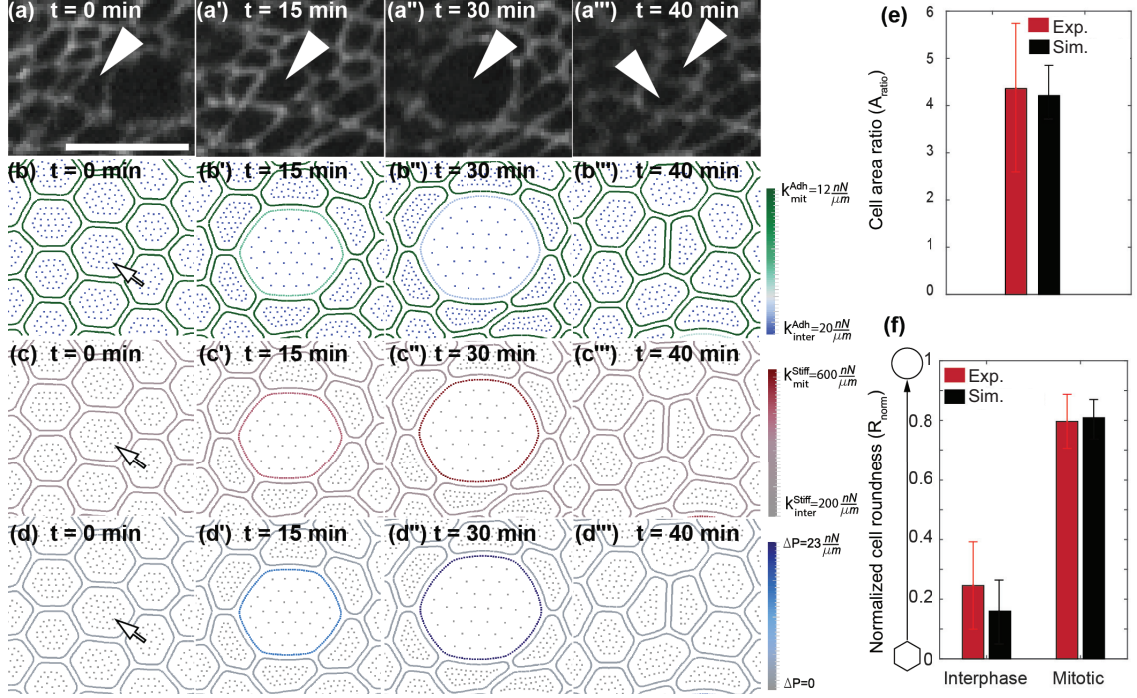 (a) t = 0 min (a') t = 15 min (a") t = 30 min (a"') t = 40 min
(b) t = 0 min (b') t = 15 min (b") t = 30 min (b"') t = 40 min
k^Adh_mit=12 nN/μm
k^Adh_inter=20 nN/μm
(c) t = 0 min (c') t = 15 min (c") t = 30 min (c"') t = 40 min
k^Stiff_mit=600 nN/μm
k^Stiff_inter=200 nN/μm
(d) t = 0 min (d') t = 15 min (d") t = 30 min (d"') t = 40 min
ΔP=23 nN/μm
ΔP=0
(e)
Cell area ratio (A_ratio)
6
5
4
3
2
1
0
Exp.
Sim.
(f)
Normalized cell roundness (R_norm)
1
0.8
0.6
0.4
0.2
0
Exp.
Sim.
Interphase Mitotic